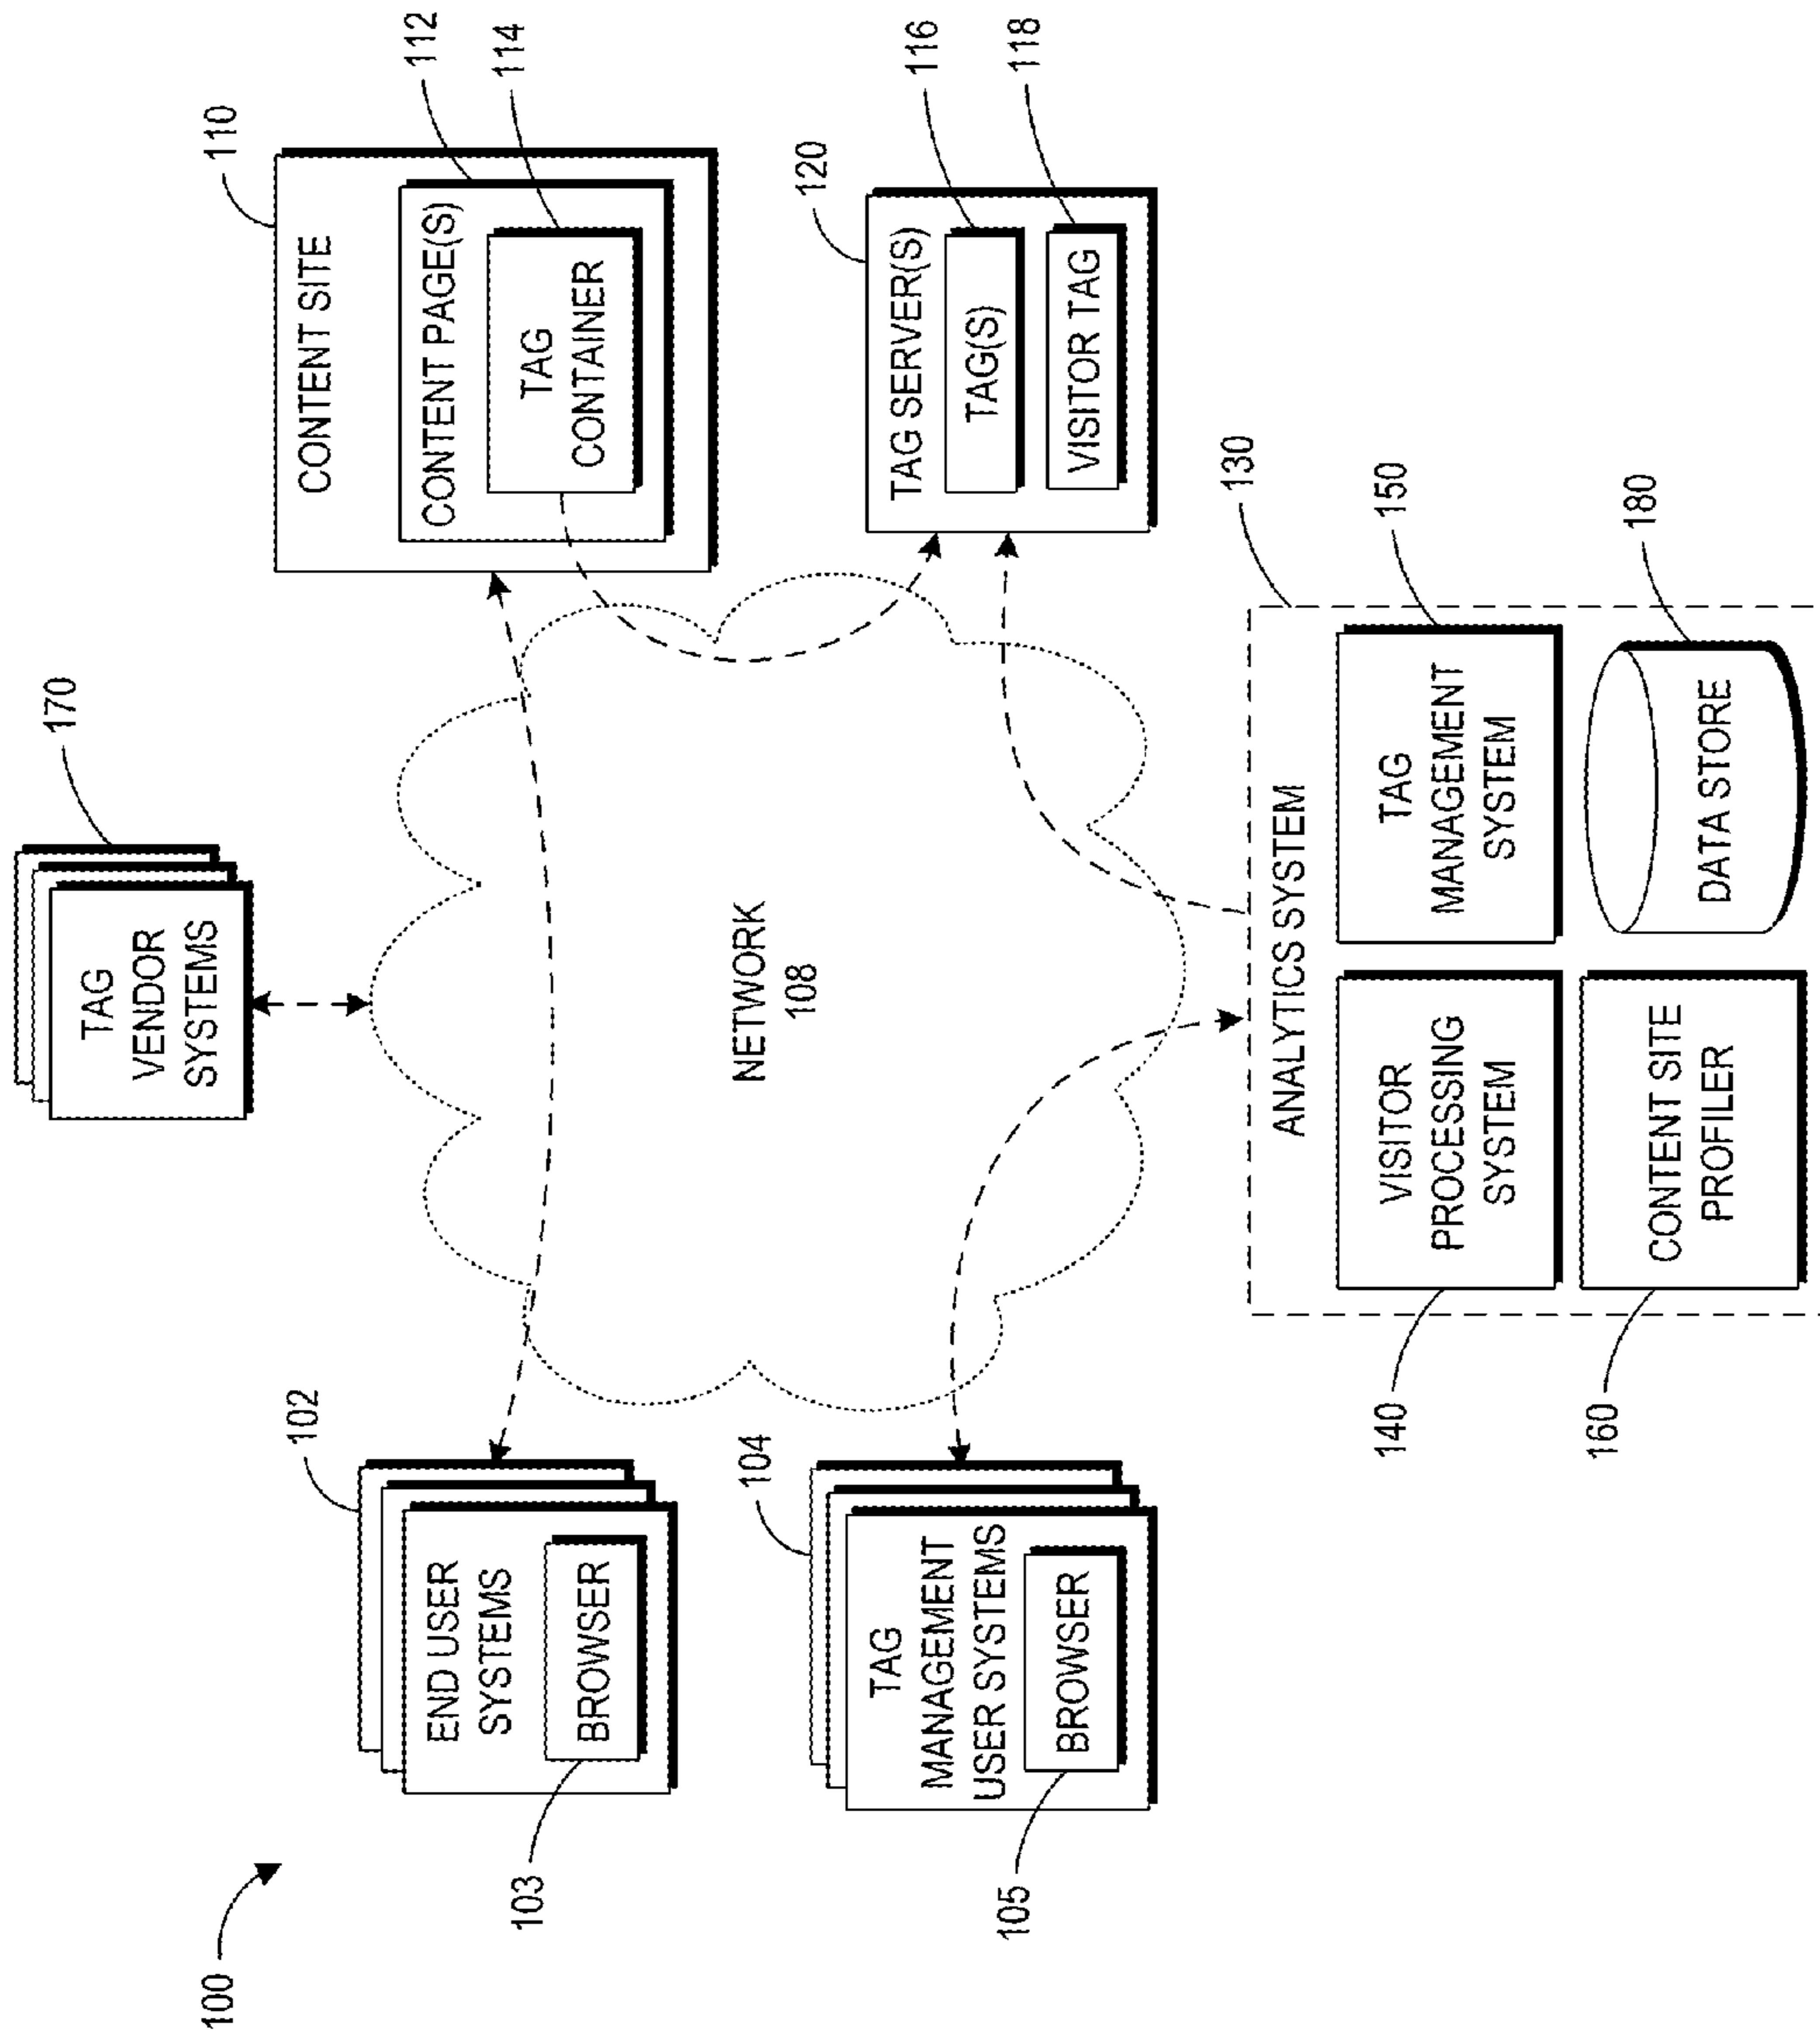 100
102
END USER
SYSTEMS
BROWSER
103
104
TAG
MANAGEMENT
USER SYSTEMS
BROWSER
105
170
TAG
VENDOR
SYSTEMS
NETWORK
108
110
CONTENT SITE
112
CONTENT PAGE(S)
114
TAG
CONTAINER
120
TAG SERVER(S)
116
TAG(S)
118
VISITOR TAG
130
ANALYTICS SYSTEM
140
VISITOR
PROCESSING
SYSTEM
150
TAG
MANAGEMENT
SYSTEM
160
CONTENT SITE
PROFILER
180
DATA STORE